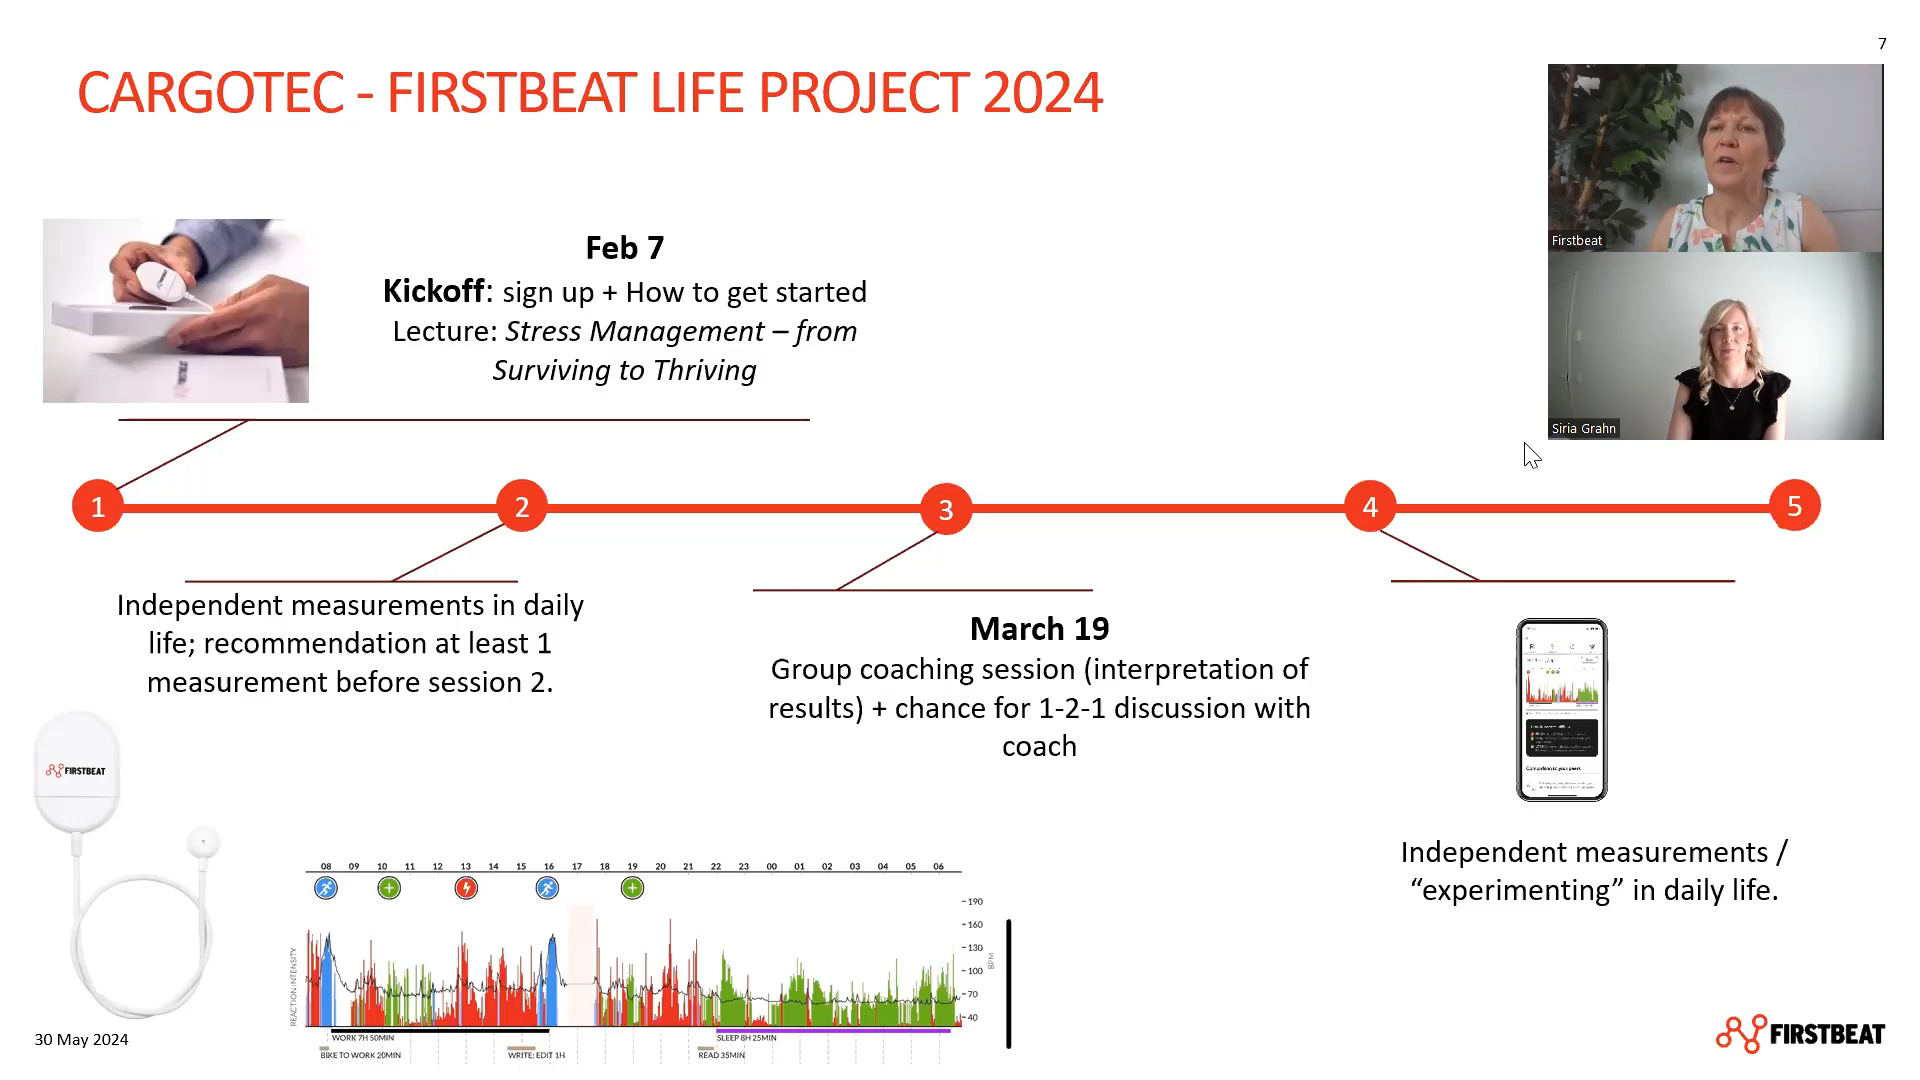 7
CARGOTEC - FIRSTBEAT LIFE PROJECT 2024
Firstbeat
Siria Grahn
Feb 7
Kickoff: sign up + How to get started
Lecture: Stress Management – from
Surviving to Thriving
1
2
3
4
5
Independent measurements in daily
life; recommendation at least 1
measurement before session 2.
March 19
Group coaching session (interpretation of
results) + chance for 1-2-1 discussion with
coach
FIRSTBEAT
Comparison to your peers
Independent measurements /
“experimenting” in daily life.
08 09 10 11 12 13 14 15 16 17 18 19 20 21 22 23 00 01 02 03 04 05 06
190
160
130
100
70
40
BPM
REACTION INTENSITY
WORK 7H 50MIN
SLEEP 8H 25MIN
BIKE TO WORK 20MIN
WRITE; EDIT 1H
READ 35MIN
30 May 2024
FIRSTBEAT